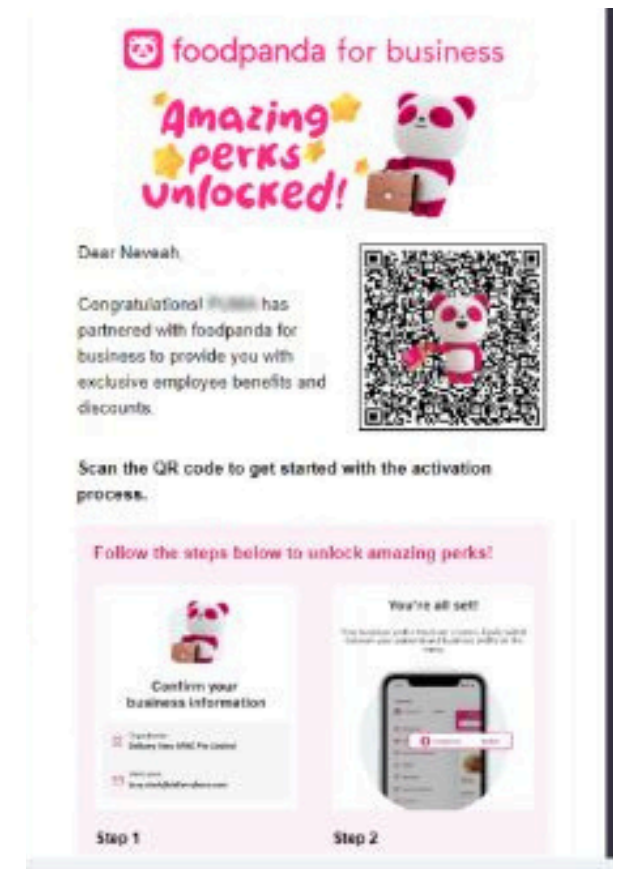 foodpanda for business
Amazing
perks
unlocked!
Dear Neveah,
Congratulations! has
partnered with foodpanda for
business to provide you with
exclusive employee benefits and
discounts.
Scan the QR code to get started with the activation
process.
Follow the steps below to unlock amazing perks!
Confirm your
business information
You're all set!
Step 1
Step 2